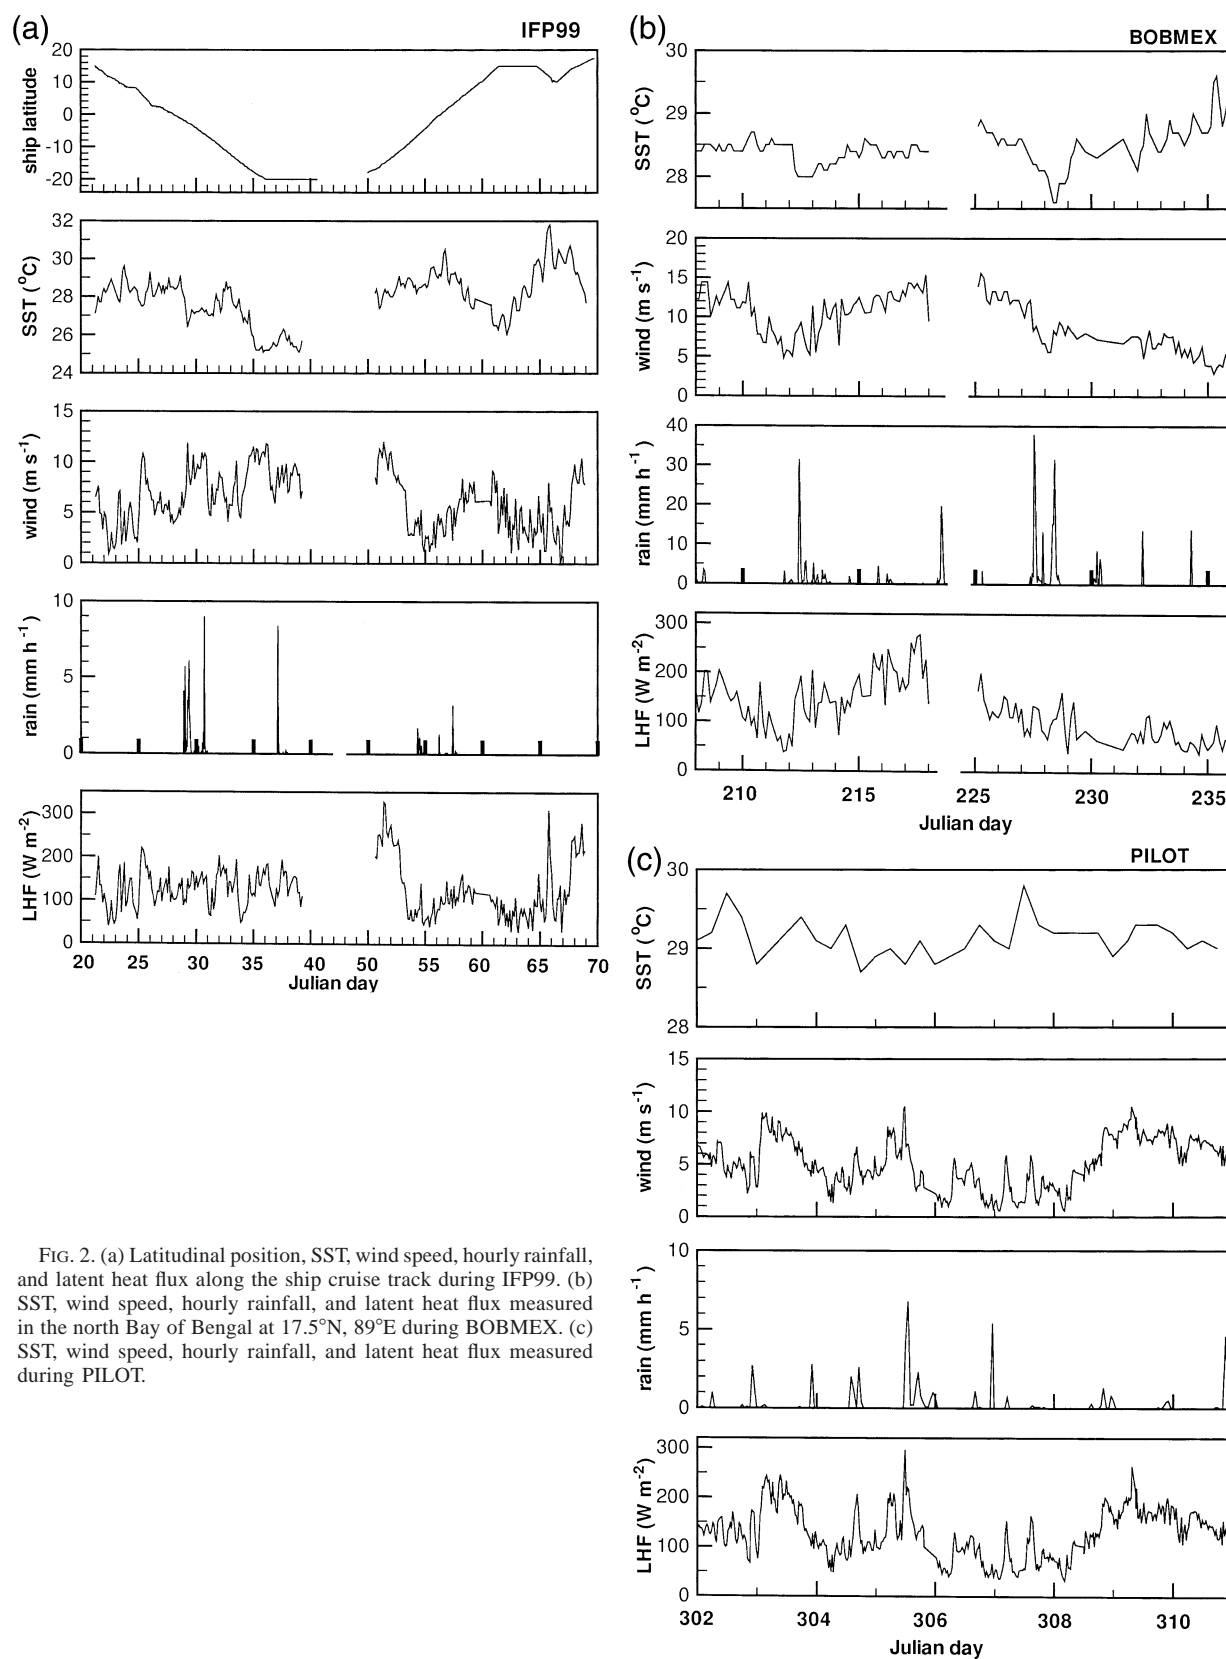 (a)
IFP99
ship latitude
20
10
0
-10
-20
SST (°C)
32
30
28
26
24
wind (m s-1)
15
10
5
0
rain (mm h-1)
10
5
0
LHF (W m-2)
300
200
100
0
20 25 30 35 40 50 55 60 65 70
Julian day
(b)
BOBMEX
SST (°C)
30
29
28
wind (m s-1)
20
15
10
5
0
rain (mm h-1)
40
30
20
10
0
LHF (W m-2)
300
200
100
0
210 215 225 230 235
Julian day
(c)
PILOT
SST (°C)
30
29
28
wind (m s-1)
15
10
5
0
rain (mm h-1)
10
5
0
LHF (W m-2)
300
200
100
0
302 304 306 308 310
Julian day
FIG. 2. (a) Latitudinal position, SST, wind speed, hourly rainfall,
and latent heat flux along the ship cruise track during IFP99. (b)
SST, wind speed, hourly rainfall, and latent heat flux measured
in the north Bay of Bengal at 17.5°N, 89°E during BOBMEX. (c)
SST, wind speed, hourly rainfall, and latent heat flux measured
during PILOT.